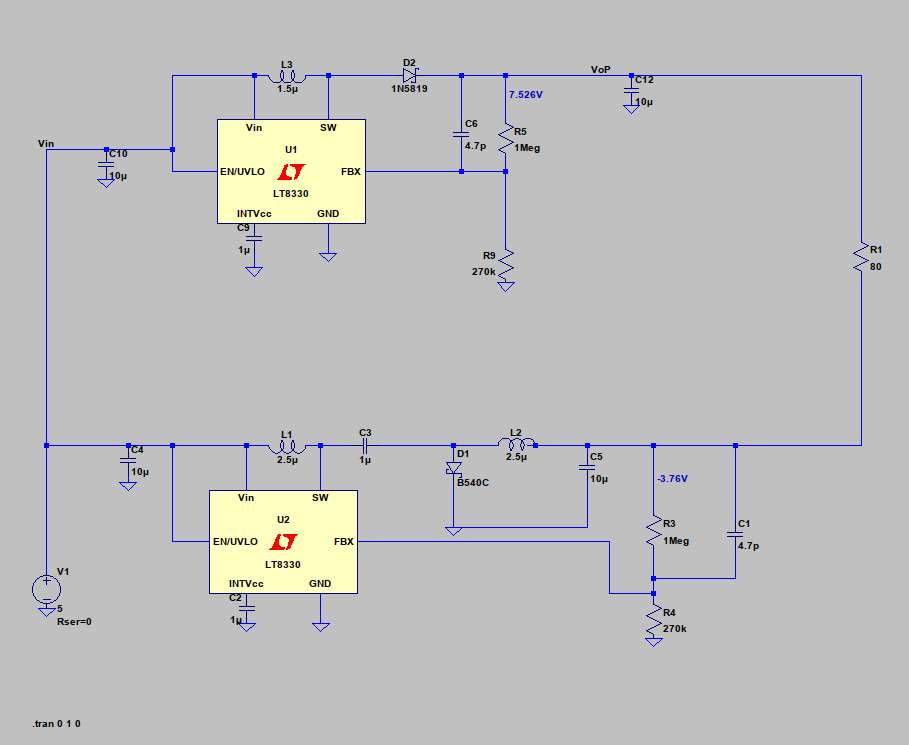 L3
1.5µ
D2
1N5819
VoP
C12
10µ
7.526V
C6
4.7p
R5
1Meg
Vin
C10
10µ
Vin
SW
U1
EN/UVLO
FBX
LT8330
INTVcc
GND
C9
1µ
R9
270k
R1
80
C4
10µ
L1
2.5µ
C3
1µ
D1
B540C
L2
2.5µ
C5
10µ
-3.76V
R3
1Meg
C1
4.7p
Vin
SW
U2
EN/UVLO
FBX
LT8330
INTVcc
GND
C2
1µ
V1
5
Rser=0
R4
270k
.tran 0 1 0